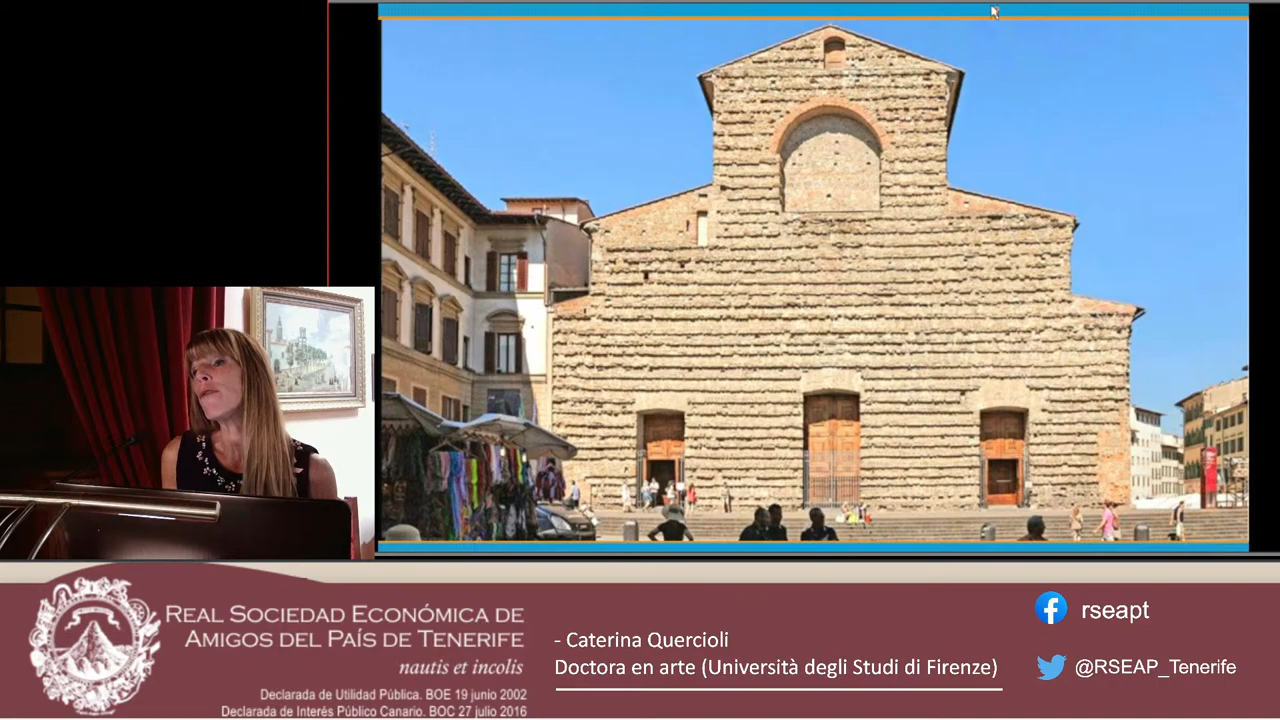 REAL SOCIEDAD ECONÓMICA DE
AMIGOS DEL PAÍS DE TENERIFE
nautis et incolis
Declarada de Utilidad Pública. BOE 19 junio 2002
Declarada de Interés Público Canario. BOC 27 julio 2016
- Caterina Quercioli
Doctora en arte (Università degli Studi di Firenze)
rseapt
@RSEAP_Tenerife